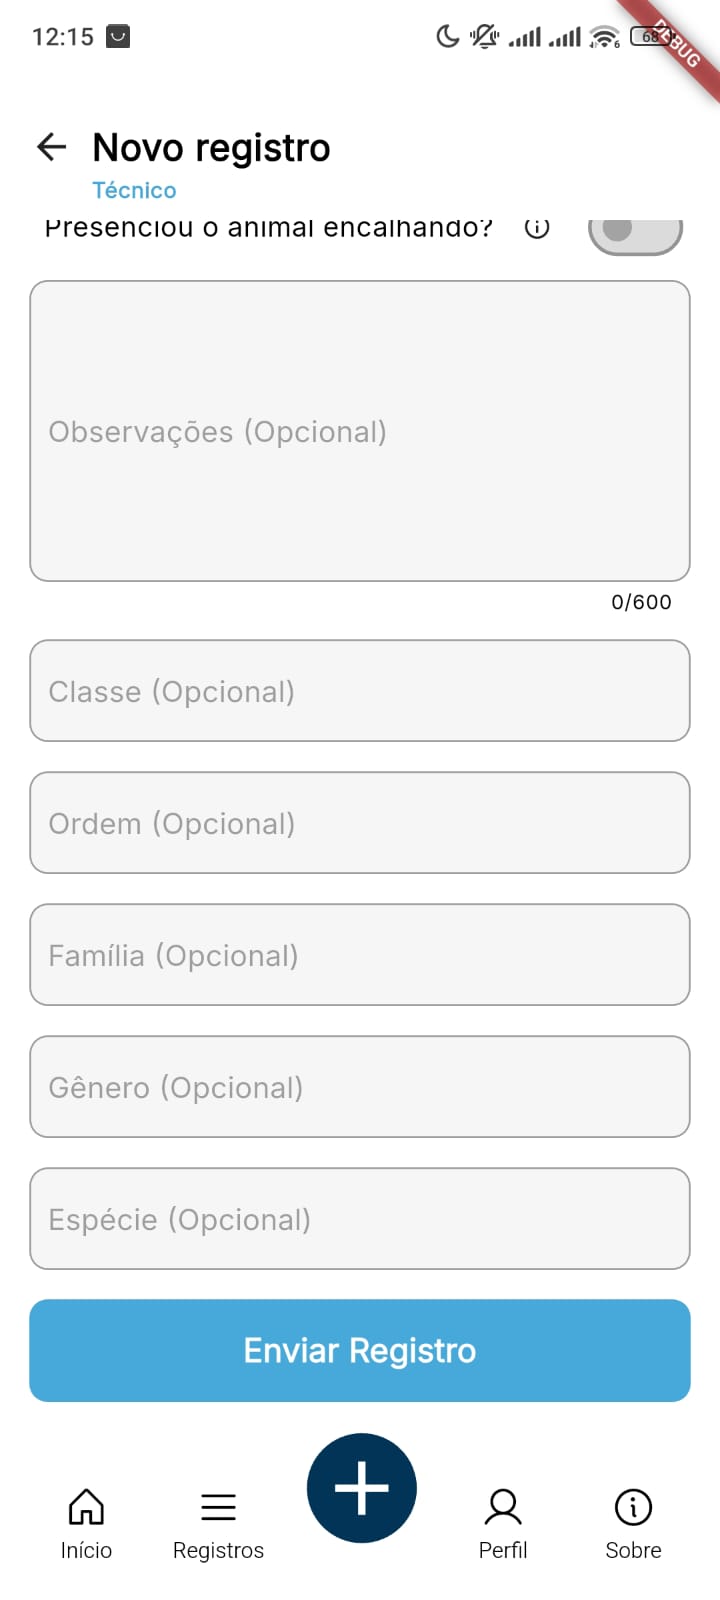 12:15
68
DEBUG
Novo registro
Técnico
Presenciou o animal encalhando?
Observações (Opcional)
0/600
Classe (Opcional)
Ordem (Opcional)
Família (Opcional)
Gênero (Opcional)
Espécie (Opcional)
Enviar Registro
Início
Registros
Perfil
Sobre